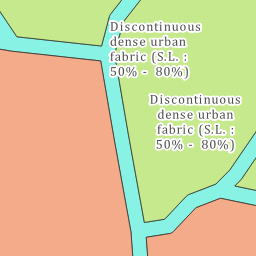 Discontinuous
dense urban
fabric (S.L. :
50% -  80%)
Discontinuous
dense urban
fabric (S.L. :
50% -  80%)